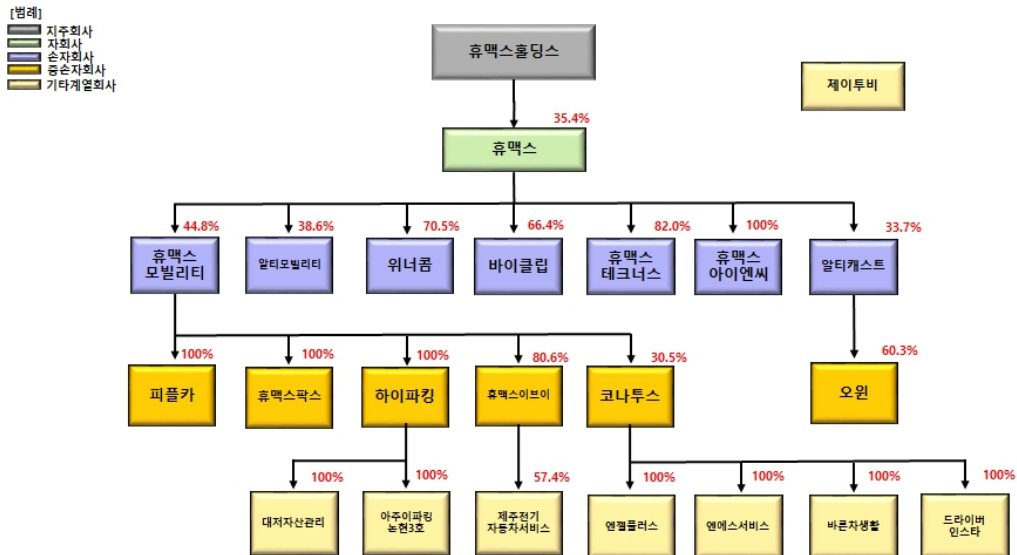 [범례]
지주회사
자회사
손자회사
증손자회사
기타계열회사
휴맥스홀딩스
제이투비
35.4%
휴맥스
44.8%
38.6%
70.5%
66.4%
82.0%
100%
33.7%
휴맥스
모빌리티
알티모빌리티
위너콤
바이클립
휴맥스
테크너스
휴맥스
아이엔씨
알티캐스트
100%
100%
100%
80.6%
30.5%
60.3%
피플카
휴맥스팍스
하이파킹
휴맥스이브이
코나투스
오윈
100%
100%
57.4%
100%
100%
100%
100%
대저자산관리
아주이파킹
논현3호
제주전기
자동차서비스
엔젤플러스
엔에스서비스
바른차생활
드라이버
인스타